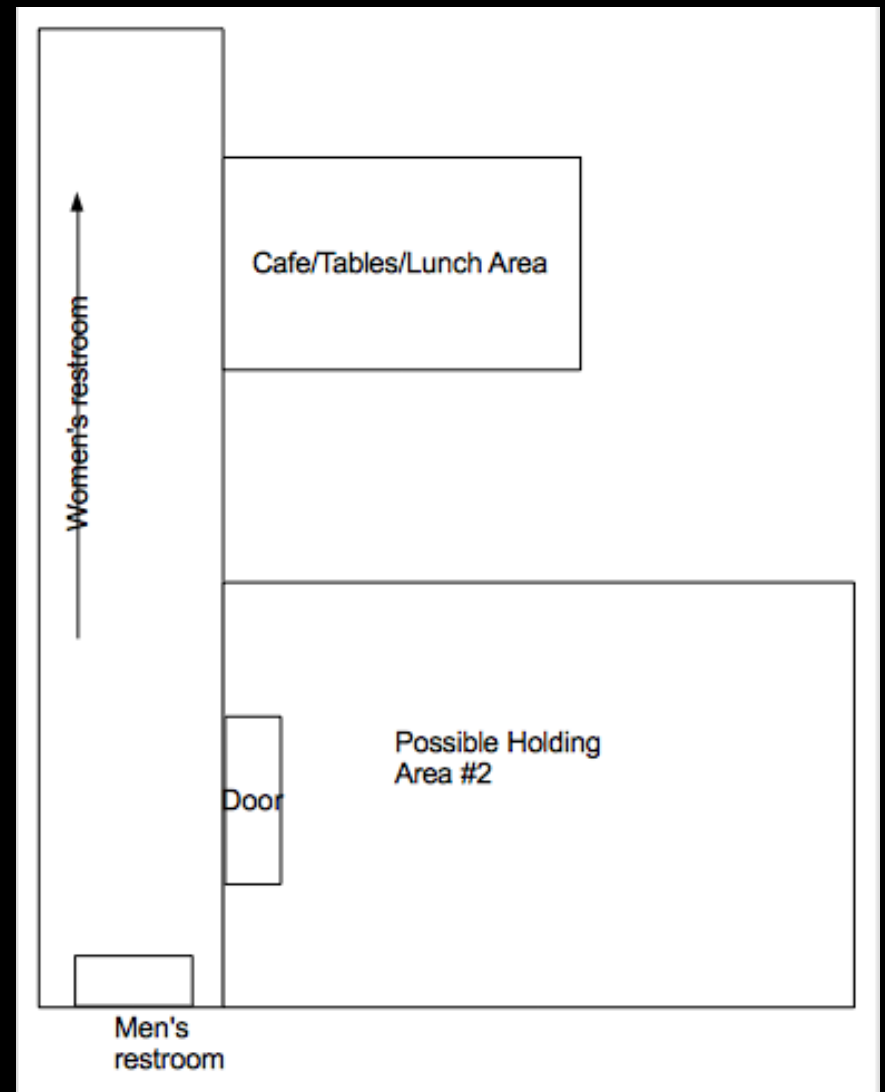 Cafe/Tables/Lunch Area
Women's restroom
Possible Holding
Area #2
Door
Men's
restroom